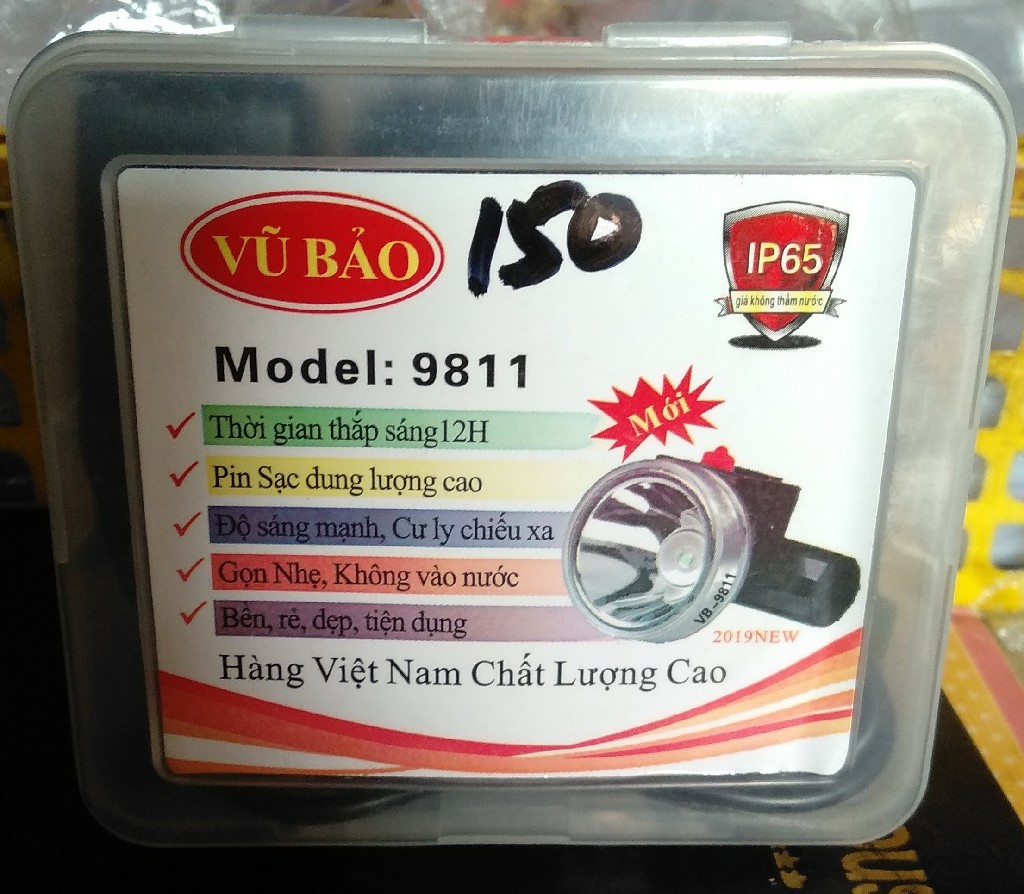 VŨ BẢO
150
IP65
giá không thấm nước
Model: 9811
Mới
Thời gian thắp sáng12H
Pin Sạc dung lượng cao
Độ sáng mạnh, Cư ly chiếu xa
Gọn Nhẹ, Không vào nước
Bền, rẻ, dẹp, tiện dụng
VB-9811
2019NEW
Hàng Việt Nam Chất Lượng Cao